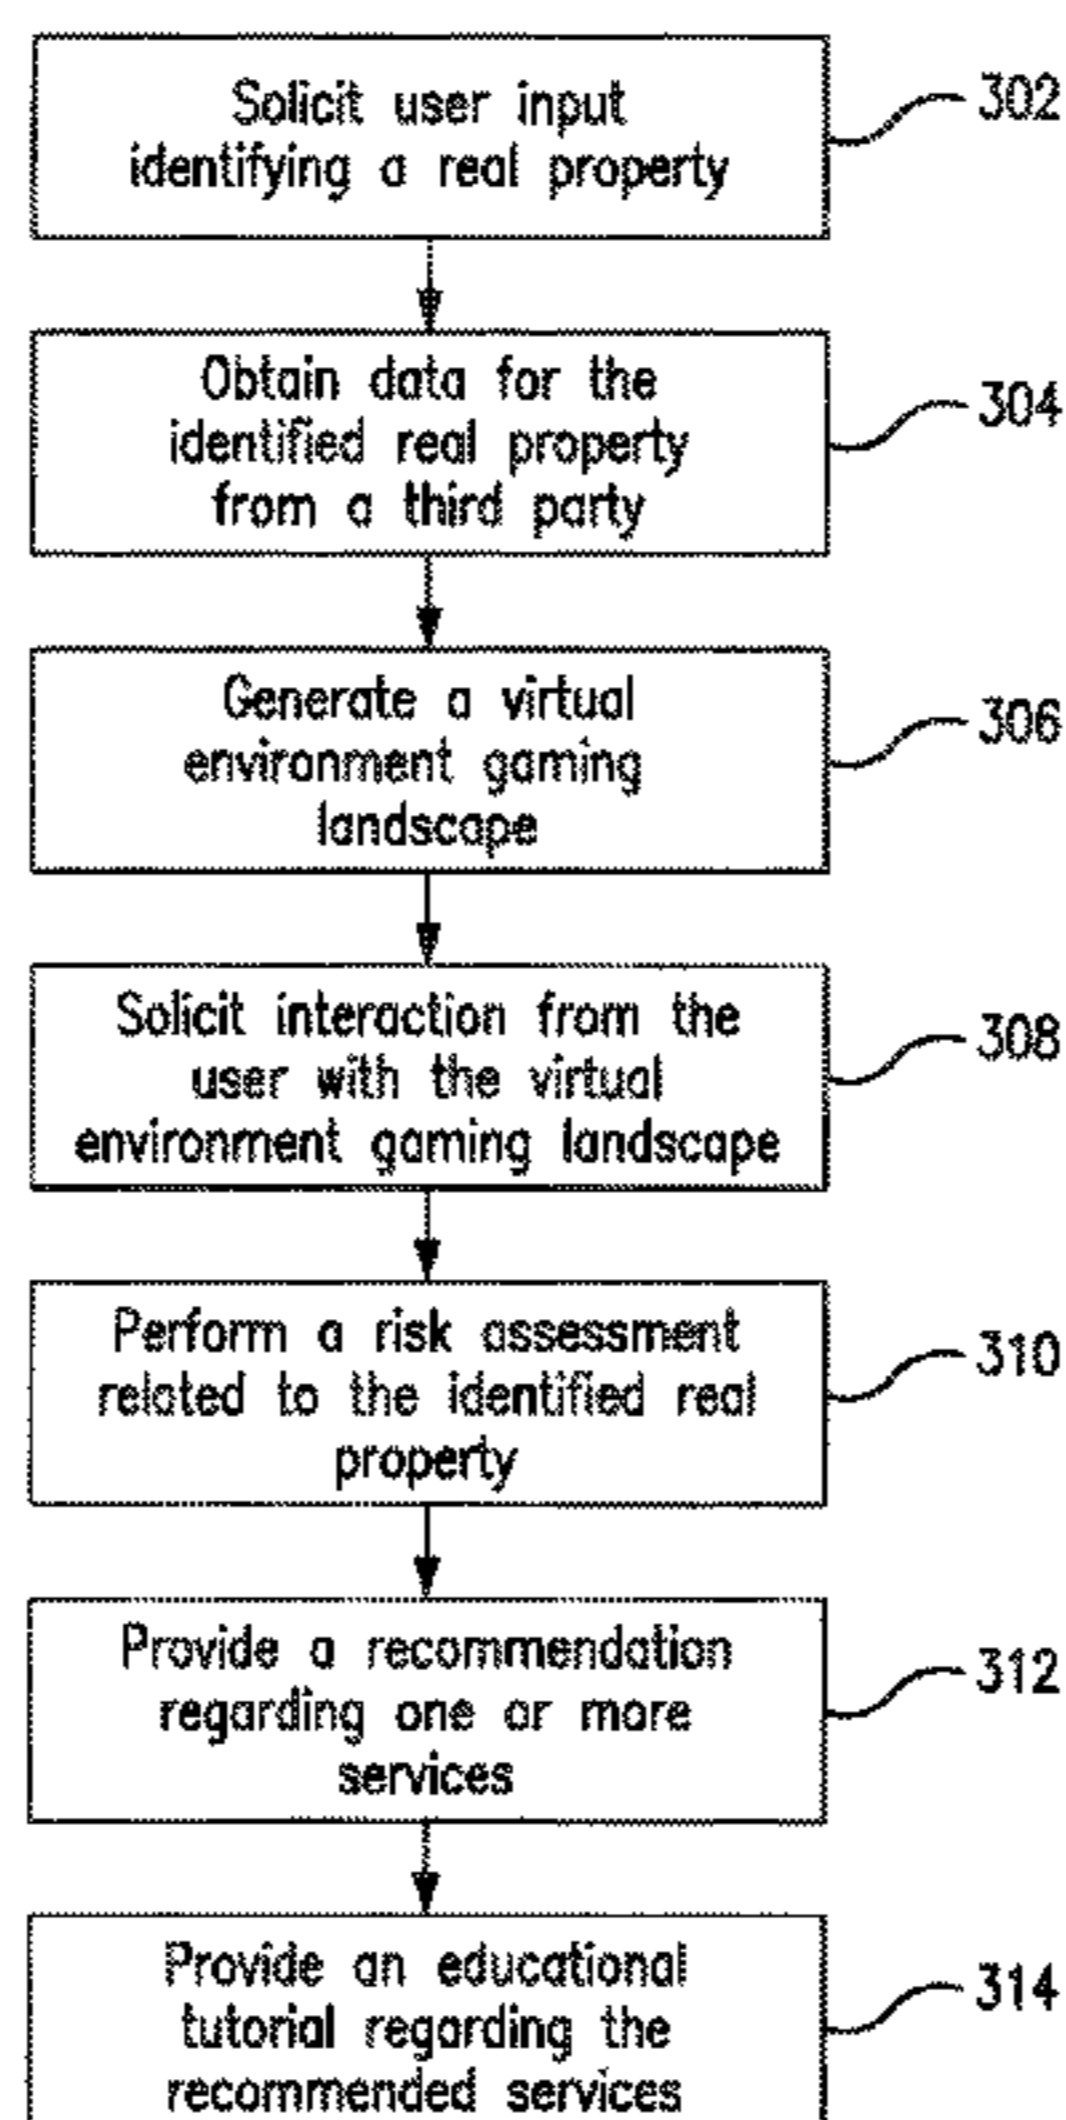 Solicit user input
identifying a real property
302
Obtain data for the
identified real property
from a third party
304
Generate a virtual
environment gaming
landscape
306
Solicit interaction from the
user with the virtual
environment gaming landscape
308
Perform a risk assessment
related to the identified real
property
310
Provide a recommendation
regarding one or more
services
312
Provide an educational
tutorial regarding the
recommended services
314